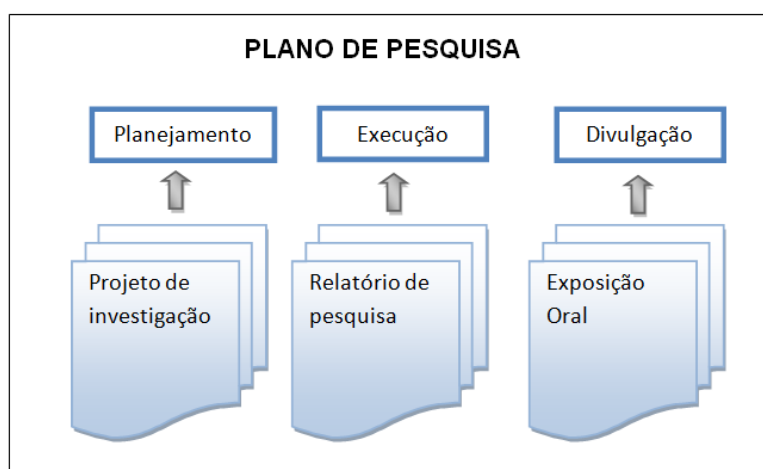 PLANO DE PESQUISA
Planejamento
Execução
Divulgação
Projeto de
investigação
Relatório de
pesquisa
Exposição
Oral